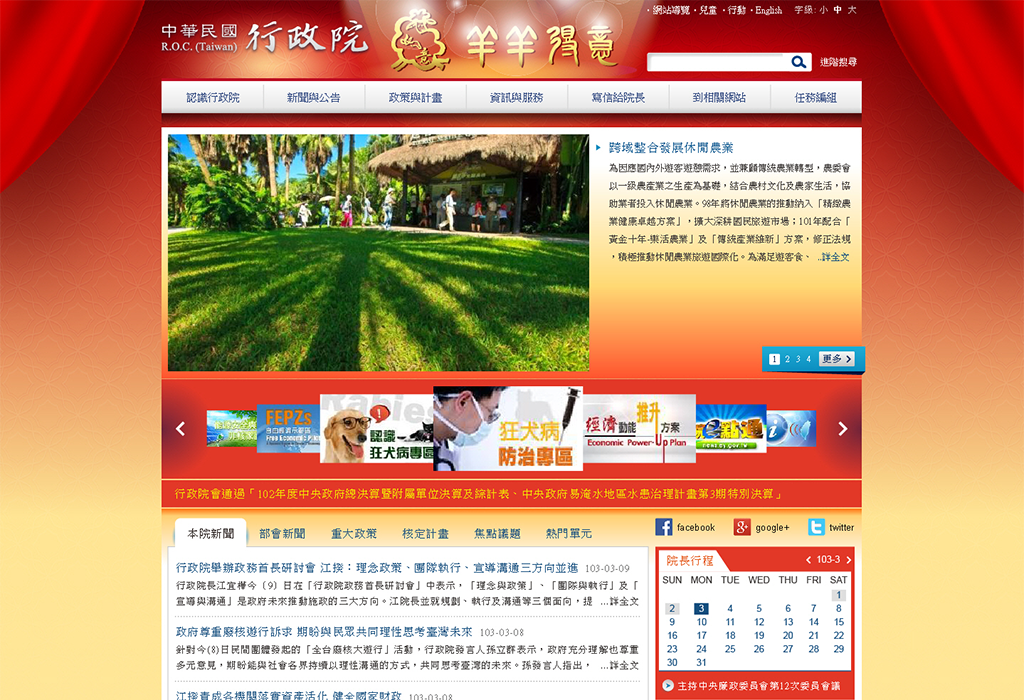 ・網站導覽 ・兒童 ・行動 ・English 字級: 小 中 大
中華民國
R.O.C. (Taiwan)
行政院
羊羊得意
進階搜尋
認識行政院 新聞與公告 政策與計畫 資訊與服務 寫信給院長 到相關網站 任務編組
跨域整合發展休閒農業
為因應國內外遊客遊憩需求，並兼顧傳統農業轉型，農委會
以一級農產業之生產為基礎，結合農村文化及農家生活，協
助業者投入休閒農業。98年將休閒農業的推動納入「精緻農
業健康卓越方案」，擴大深耕國民旅遊市場；101年配合「
黃金十年-樂活農業」及「傳統產業維新」方案，修正法規
，積極推動休閒農業旅遊國際化。為滿足遊客食、 ...詳全文
1 2 3 4 更多
FEPZs
自由經濟示範區
Free Economic
Rabies
認識
狂犬病專區
狂犬病
防治專區
經濟動能推升方案
Economic Power-Up Plan
e點通
行政院會通過「102年度中央政府總決算暨附屬單位決算及綜計表、中央政府易淹水地區水患治理計畫第3期特別決算」
本院新聞 部會新聞 重大政策 核定計畫 焦點議題 熱門單元
facebook google+ twitter
行政院舉辦政務首長研討會 江揆：理念政策、團隊執行、宣導溝通三方向並進 103-03-09
行政院長江宜樺今（9）日在「行政院政務首長研討會」中表示，「理念與政策」、「團隊與執行」及「
宣導與溝通」是政府未來推動施政的三大方向。江院長並就規劃、執行及溝通等三個面向，提 ...詳全文
政府尊重廢核遊行訴求 期盼與民眾共同理性思考臺灣未來 103-03-08
針對今(8)日民間團體發起的「全台廢核大遊行」活動，行政院發言人孫立群表示，政府充分理解也尊重
多元意見，期盼能與社會各界持續以理性溝通的方式，共同思考臺灣的未來。孫發言人指出， ...詳全文
江揆責成各機關落實資產活化 健全國家財政 103-03-08
院長行程 103-3
SUN MON TUE WED THU FRI SAT
1
2 3 4 5 6 7 8
9 10 11 12 13 14 15
16 17 18 19 20 21 22
23 24 25 26 27 28 29
30 31
主持中央廉政委員會第12次委員會議